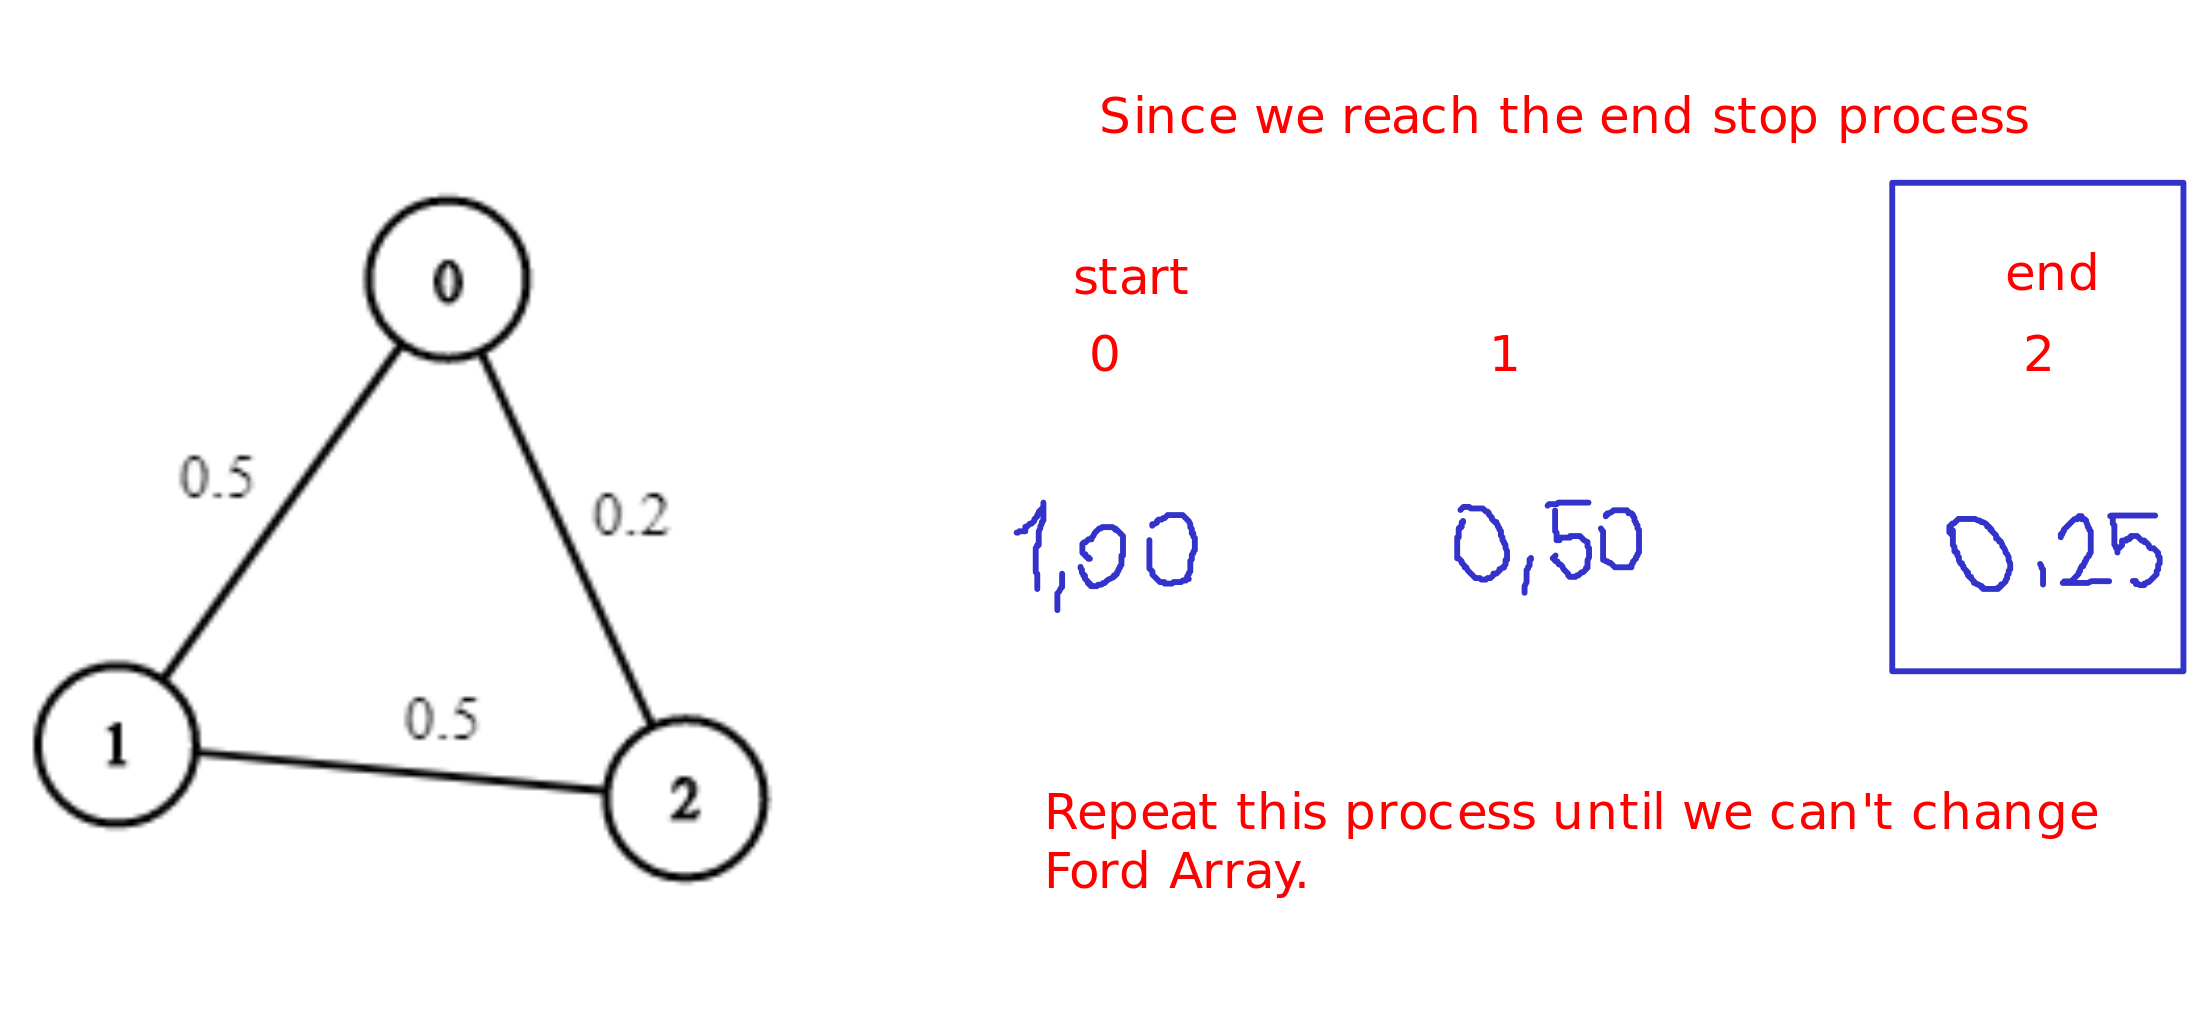 Since we reach the end stop process
start
end
0
1
2
0
0.5
0.2
1,00
0,50
0.25
1
0.5
2
Repeat this process until we can't change
Ford Array.